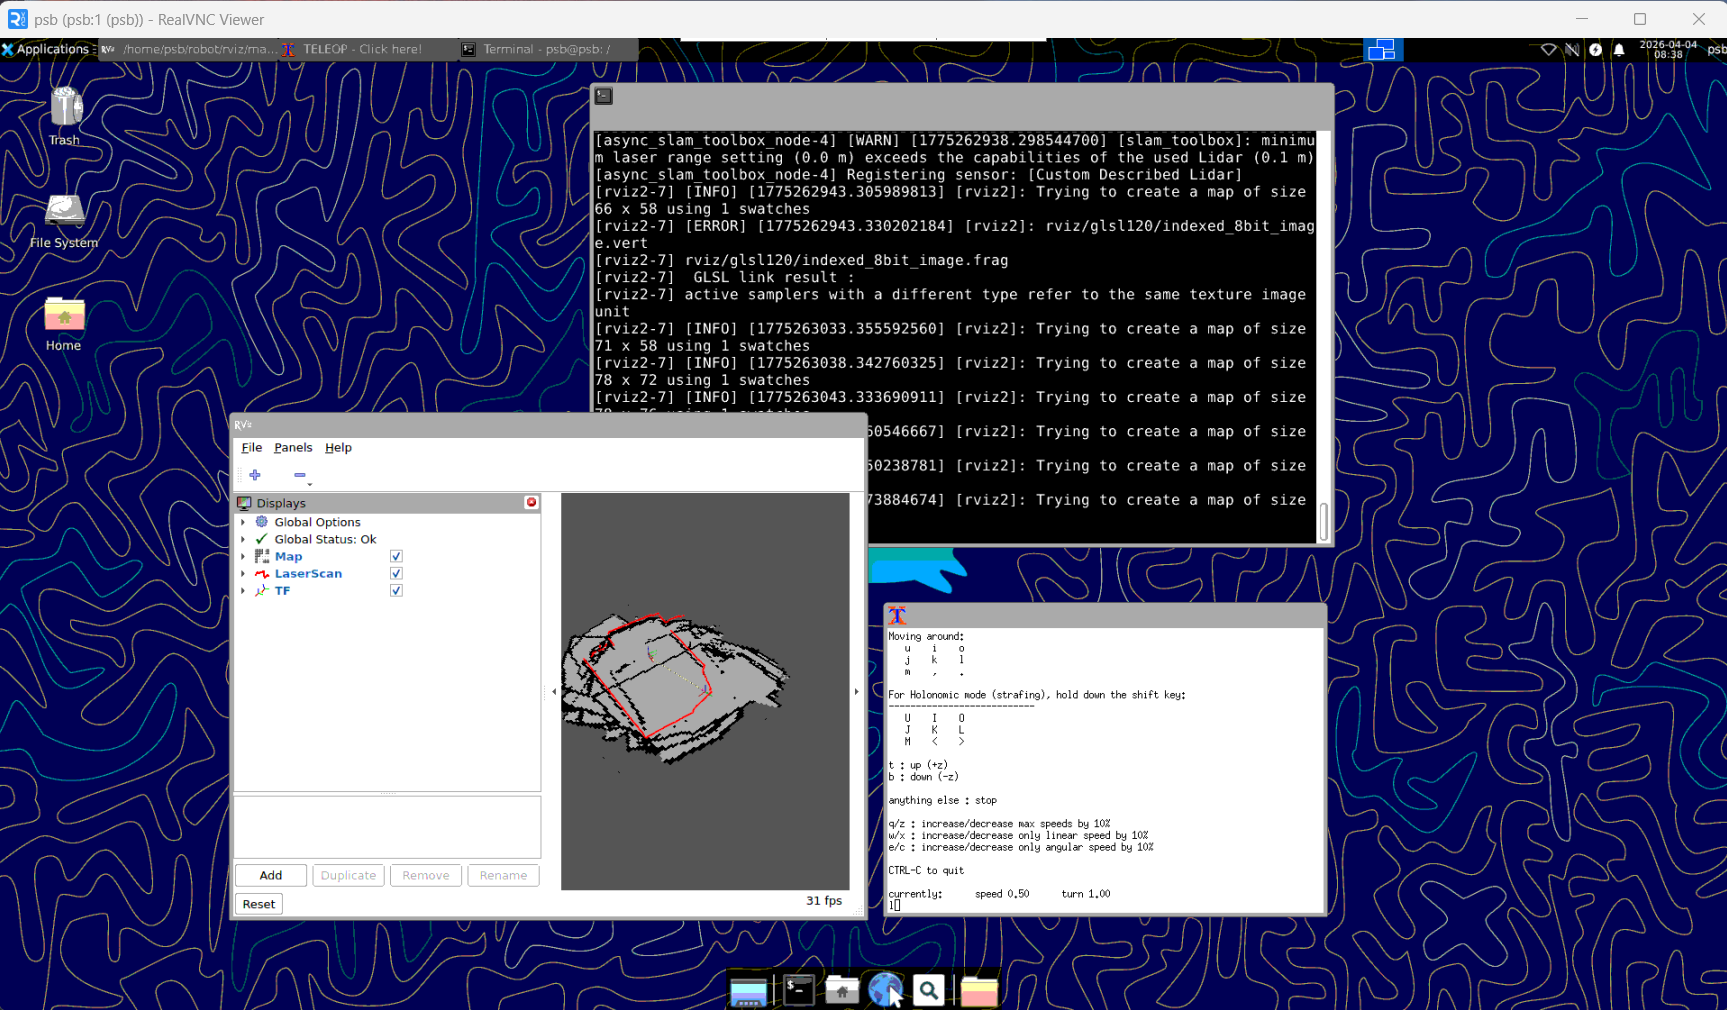 psb (psb:1 (psb)) - RealVNC Viewer
Applications
/home/psb/robot/rviz/ma...
TELEOP - Click here!
Terminal - psb@psb: /
2026-04-04
08:38
psb
Trash
File System
Home
[async_slam_toolbox_node-4] [WARN] [1775262938.298544700] [slam_toolbox]: minimu
m laser range setting (0.0 m) exceeds the capabilities of the used Lidar (0.1 m)
[async_slam_toolbox_node-4] Registering sensor: [Custom Described Lidar]
[rviz2-7] [INFO] [1775262943.305989813] [rviz2]: Trying to create a map of size
66 x 58 using 1 swatches
[rviz2-7] [ERROR] [1775262943.330202184] [rviz2]: rviz/glsl120/indexed_8bit_imag
e.vert
[rviz2-7] rviz/glsl120/indexed_8bit_image.frag
[rviz2-7]  GLSL link result :
[rviz2-7] active samplers with a different type refer to the same texture image
unit
[rviz2-7] [INFO] [1775263033.355592560] [rviz2]: Trying to create a map of size
71 x 58 using 1 swatches
[rviz2-7] [INFO] [1775263038.342760325] [rviz2]: Trying to create a map of size
78 x 72 using 1 swatches
[rviz2-7] [INFO] [1775263043.333690911] [rviz2]: Trying to create a map of size
60546667] [rviz2]: Trying to create a map of size
60238781] [rviz2]: Trying to create a map of size
73884674] [rviz2]: Trying to create a map of size
RViz
File Panels Help
Displays
Global Options
Global Status: Ok
Map
LaserScan
TF
Add
Duplicate
Remove
Rename
Reset
31 fps
Moving around:
u i o
j k l
m , .
For Holonomic mode (strafing), hold down the shift key:
---------------------------
U I O
J K L
M < >
t : up (+z)
b : down (-z)
anything else : stop
q/z : increase/decrease max speeds by 10%
w/x : increase/decrease only linear speed by 10%
e/c : increase/decrease only angular speed by 10%
CTRL-C to quit
currently: speed 0.50 turn 1.00
l